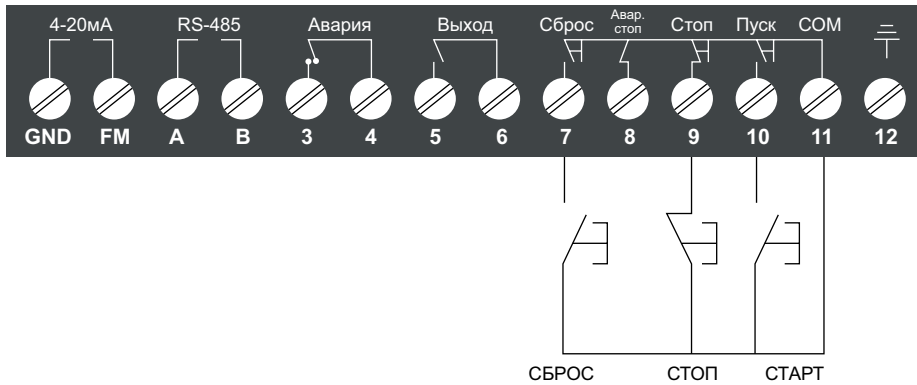 4-20мА RS-485 Авария Выход Сброс Авар. стоп Стоп Пуск COM
GND FM A B 3 4 5 6 7 8 9 10 11 12
СБРОС СТОП СТАРТ